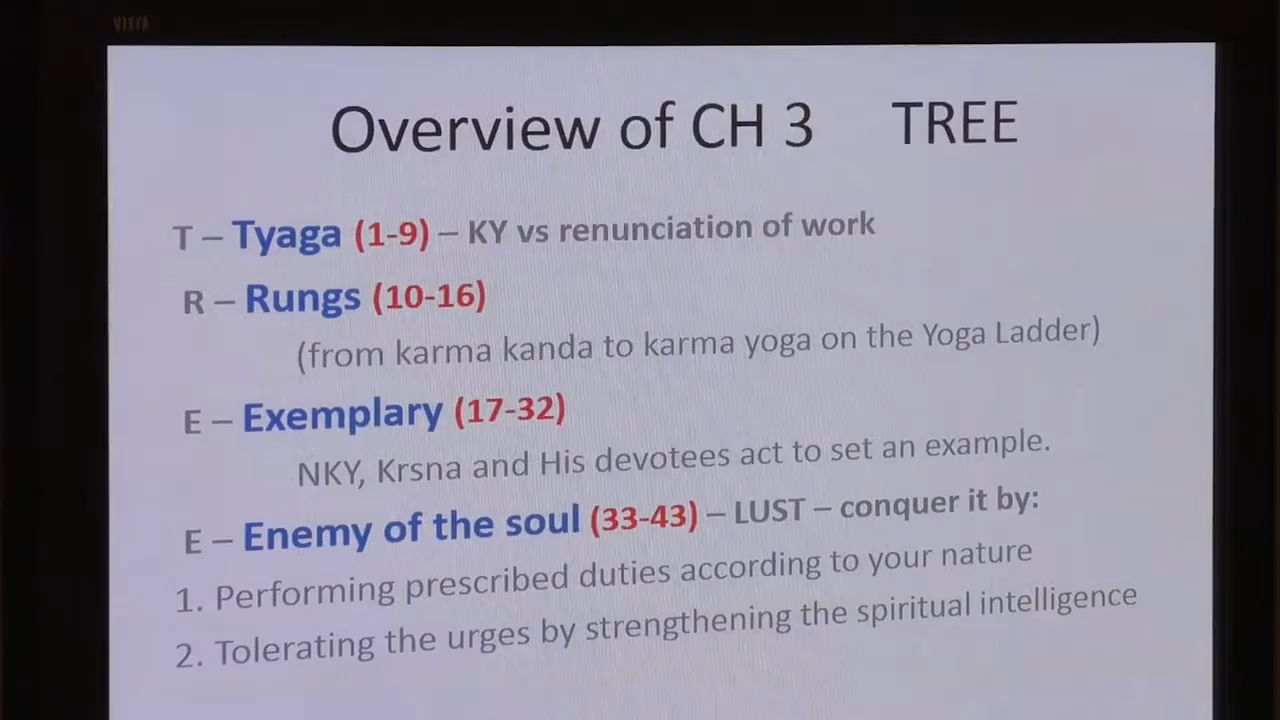 VIERA
Overview of CH 3 TREE
T – Tyaga (1-9) – KY vs renunciation of work
R – Rungs (10-16)
(from karma kanda to karma yoga on the Yoga Ladder)
E – Exemplary (17-32)
NKY, Krsna and His devotees act to set an example.
E – Enemy of the soul (33-43) – LUST – conquer it by:
1. Performing prescribed duties according to your nature
2. Tolerating the urges by strengthening the spiritual intelligence